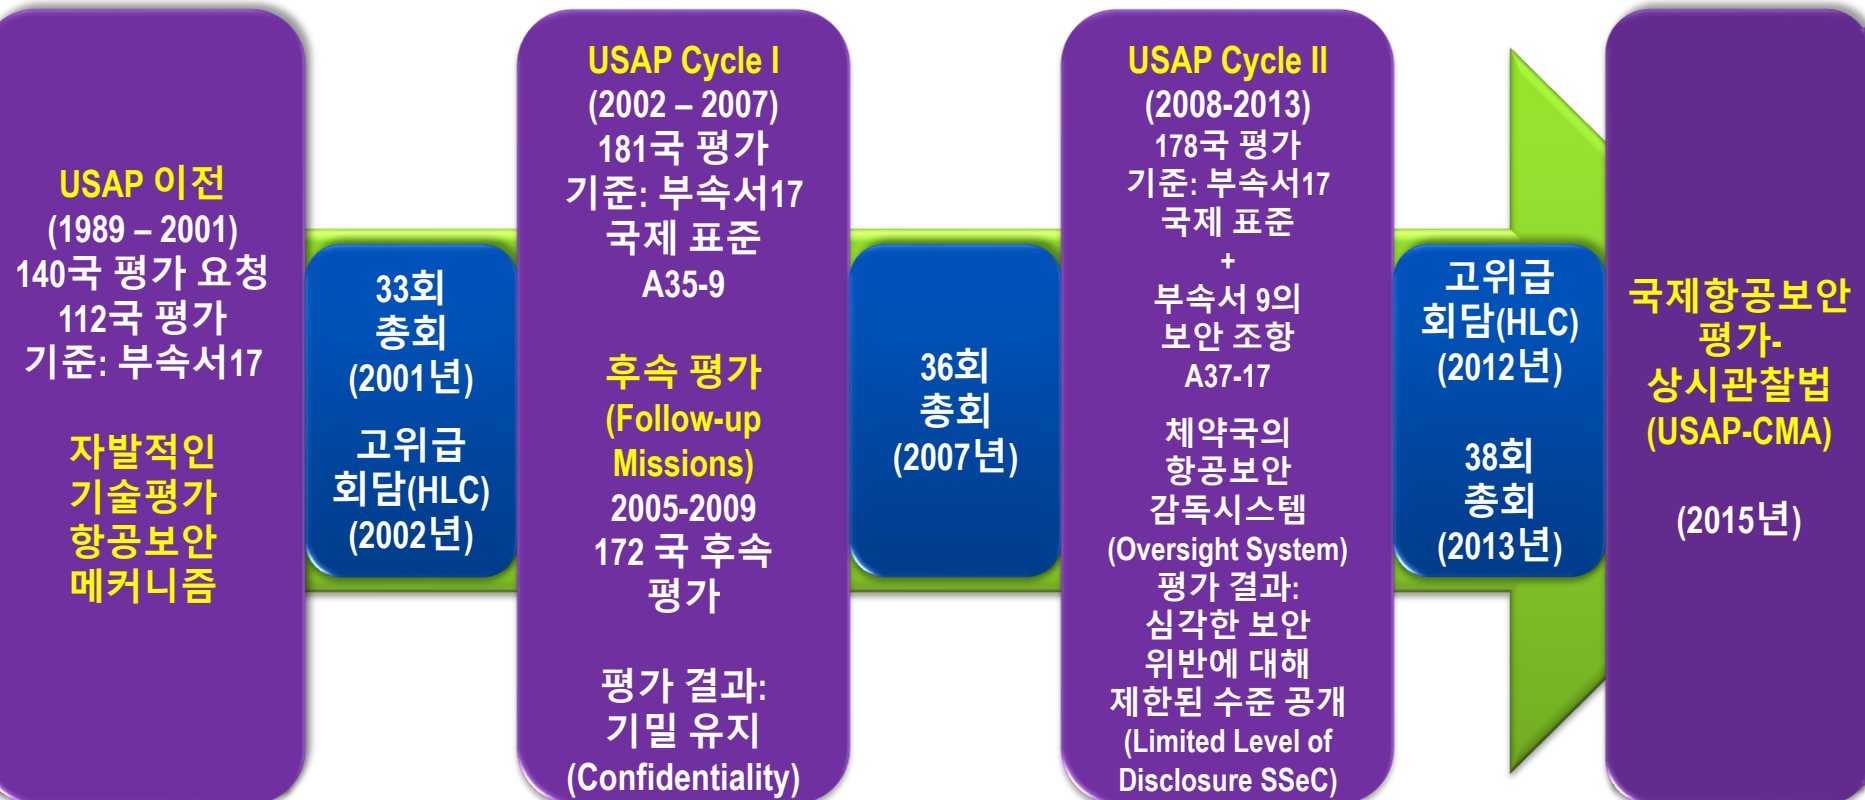 USAP 이전
(1989 – 2001)
140국 평가 요청
112국 평가
기준: 부속서17
자발적인
기술평가
항공보안
메커니즘
33회
총회
(2001년)
고위급
회담(HLC)
(2002년)
USAP Cycle I
(2002 – 2007)
181국 평가
기준: 부속서17
국제 표준
A35-9
후속 평가
(Follow-up
Missions)
2005-2009
172 국 후속
평가
평가 결과:
기밀 유지
(Confidentiality)
36회
총회
(2007년)
USAP Cycle II
(2008-2013)
178국 평가
기준: 부속서17
국제 표준
+
부속서 9의
보안 조항
A37-17
체약국의
항공보안
감독시스템
(Oversight System)
평가 결과:
심각한 보안
위반에 대해
제한된 수준 공개
(Limited Level of
Disclosure SSeC)
고위급
회담(HLC)
(2012년)
38회
총회
(2013년)
국제항공보안
평가-
상시관찰법
(USAP-CMA)
(2015년)